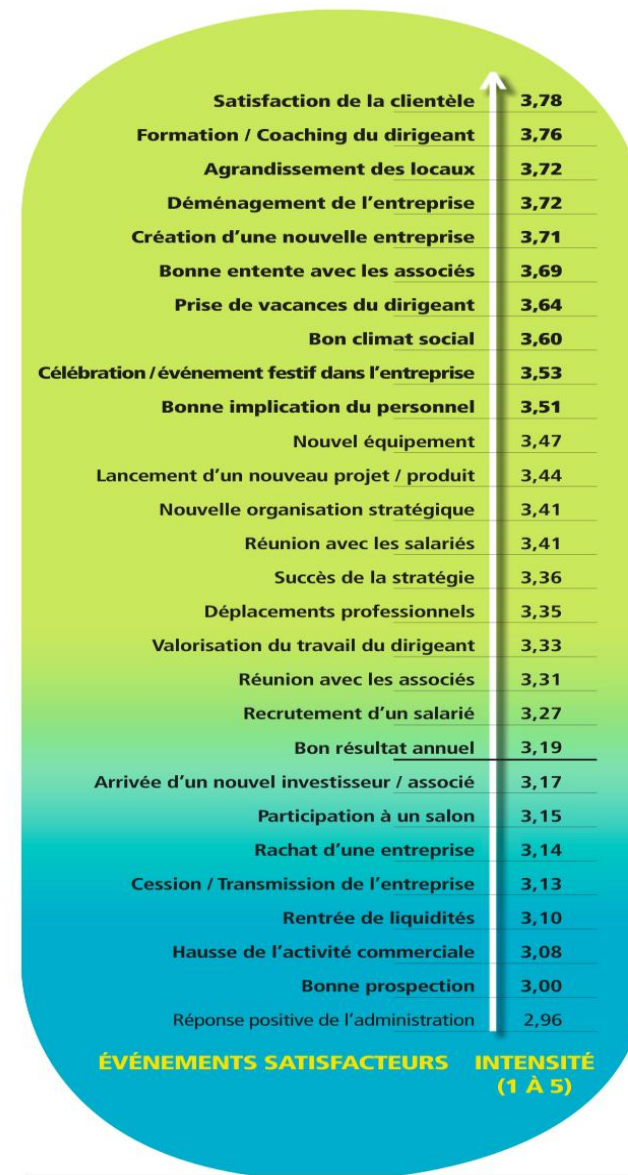 Satisfaction de la clientèle 3,78
Formation / Coaching du dirigeant 3,76
Agrandissement des locaux 3,72
Déménagement de l'entreprise 3,72
Création d'une nouvelle entreprise 3,71
Bonne entente avec les associés 3,69
Prise de vacances du dirigeant 3,64
Bon climat social 3,60
Célébration / événement festif dans l'entreprise 3,53
Bonne implication du personnel 3,51
Nouvel équipement 3,47
Lancement d'un nouveau projet / produit 3,44
Nouvelle organisation stratégique 3,41
Réunion avec les salariés 3,41
Succès de la stratégie 3,36
Déplacements professionnels 3,35
Valorisation du travail du dirigeant 3,33
Réunion avec les associés 3,31
Recrutement d'un salarié 3,27
Bon résultat annuel 3,19
Arrivée d'un nouvel investisseur / associé 3,17
Participation à un salon 3,15
Rachat d'une entreprise 3,14
Cession / Transmission de l'entreprise 3,13
Rentrée de liquidités 3,10
Hausse de l'activité commerciale 3,08
Bonne prospection 3,00
Réponse positive de l'administration 2,96
ÉVÉNEMENTS SATISFACTEURS INTENSITÉ
(1 À 5)